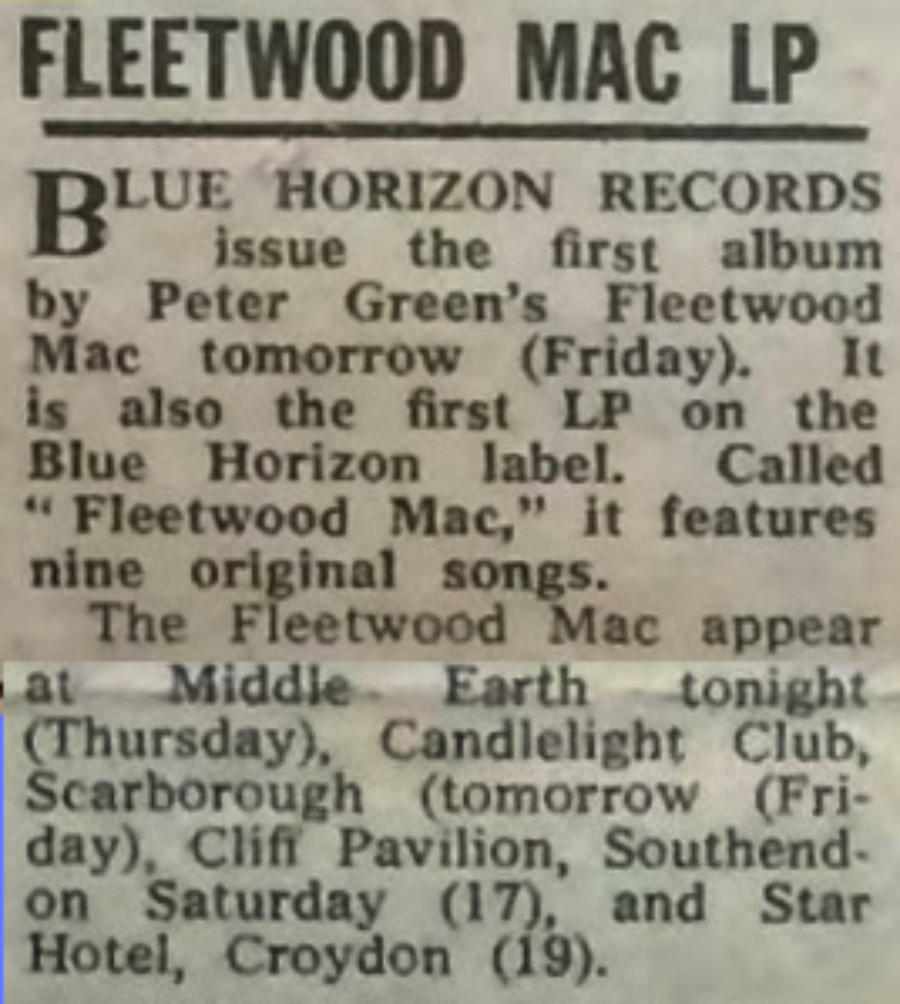 FLEETWOOD MAC LP
BLUE HORIZON RECORDS
issue the first album
by Peter Green's Fleetwood
Mac tomorrow (Friday). It
is also the first LP on the
Blue Horizon label. Called
“ Fleetwood Mac,” it features
nine original songs.
The Fleetwood Mac appear
at Middle Earth tonight
(Thursday), Candlelight Club,
Scarborough (tomorrow (Fri-
day), Cliff Pavilion, Southend-
on Saturday (17), and Star
Hotel, Croydon (19).